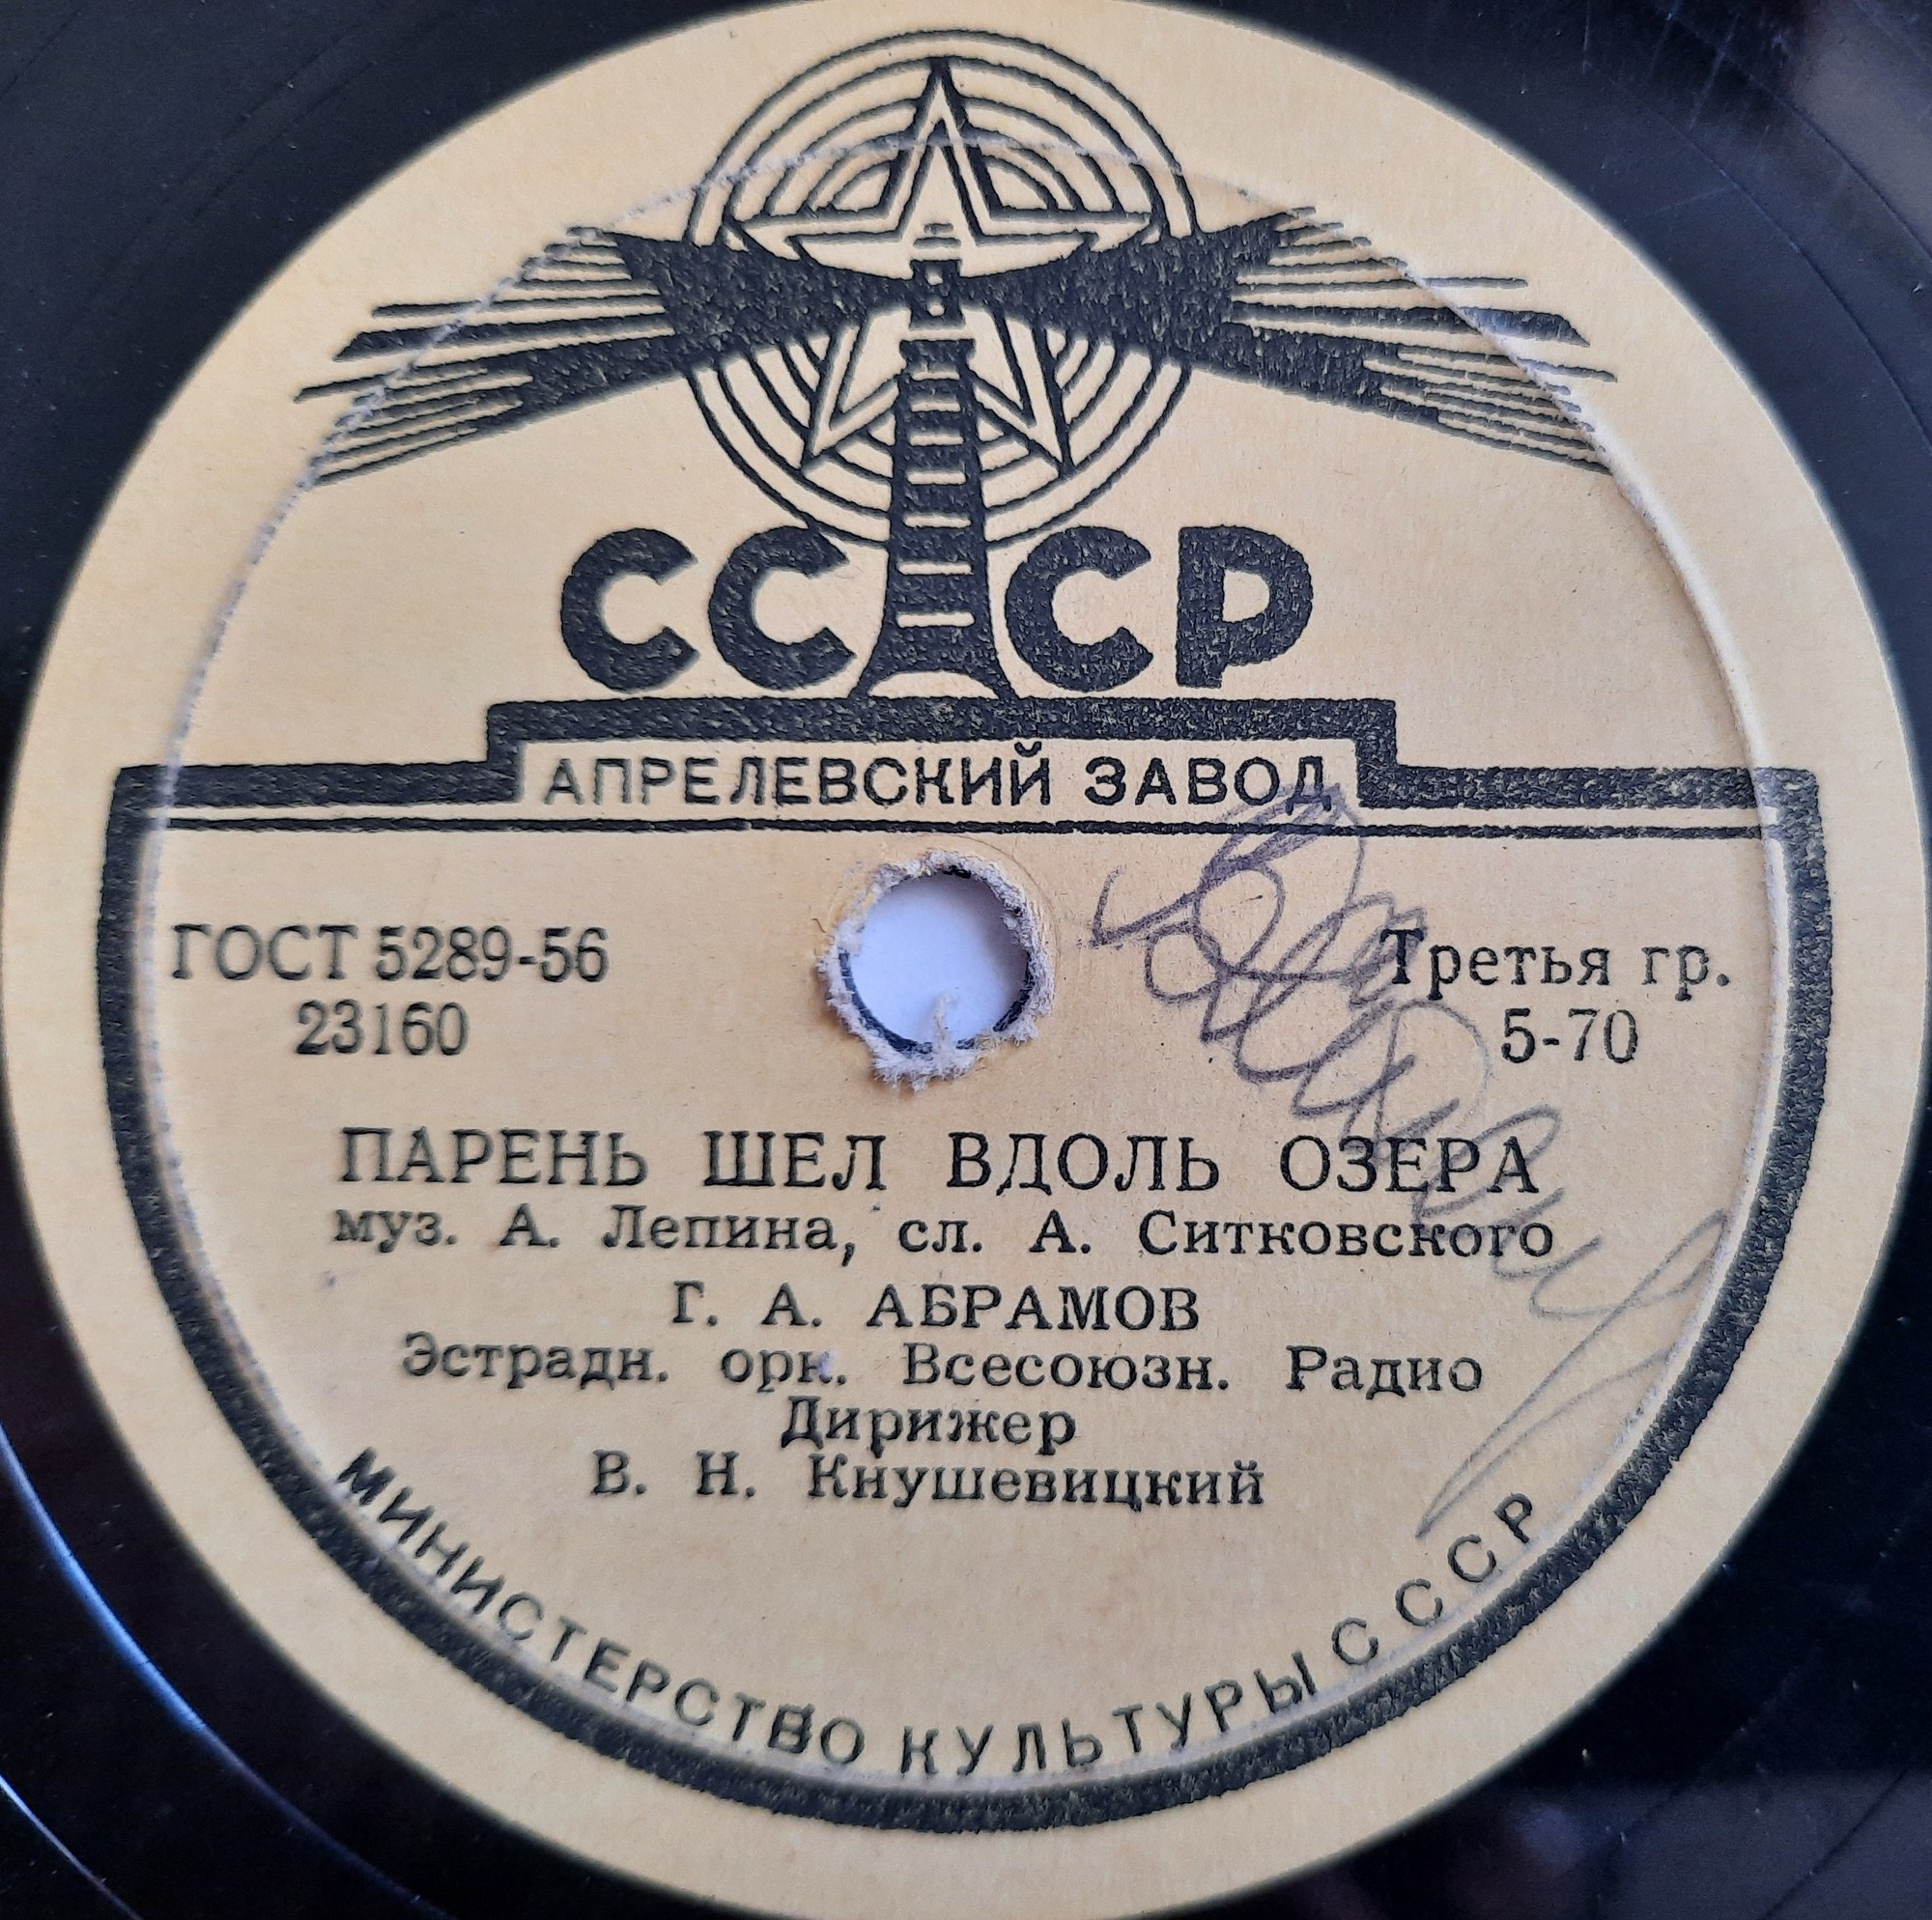 СССР
АПРЕЛЕВСКИЙ ЗАВОД
ГОСТ 5289-56
23160
Третья гр.
5-70
ПАРЕНЬ ШЕЛ ВДОЛЬ ОЗЕРА
муз. А. Лепина, сл. А. Ситковского
Г. А. АБРАМОВ
Эстрадн. орк. Всесоюзн. Радио
Дирижер
В. Н. Кнушевицкий
МИНИСТЕРСТВО КУЛЬТУРЫ СССР